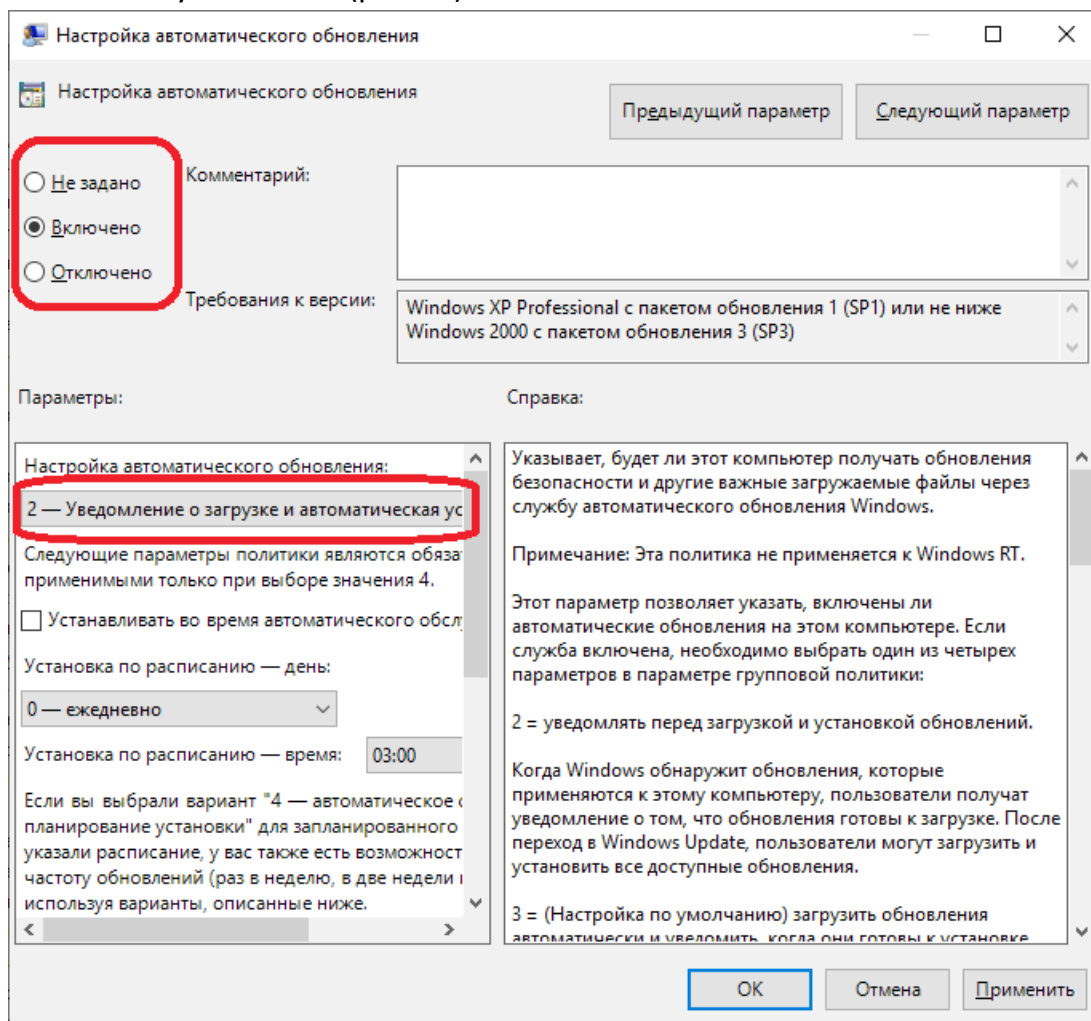 Настройка автоматического обновления
Настройка автоматического обновления
Предыдущий параметр
Следующий параметр
Не задано
Включено
Отключено
Комментарий:
Требования к версии:
Windows XP Professional с пакетом обновления 1 (SP1) или не ниже
Windows 2000 с пакетом обновления 3 (SP3)
Параметры:
Справка:
Настройка автоматического обновления:
2 — Уведомление о загрузке и автоматическая ус
Следующие параметры политики являются обяза
применимыми только при выборе значения 4.
Устанавливать во время автоматического обсл
Установка по расписанию — день:
0 — ежедневно
Установка по расписанию — время:
03:00
Если вы выбрали вариант "4 — автоматическое
планирование установки" для запланированного
указали расписание, у вас также есть возможност
частоту обновлений (раз в неделю, в две недели
используя варианты, описанные ниже.
Указывает, будет ли этот компьютер получать обновления
безопасности и другие важные загружаемые файлы через
службу автоматического обновления Windows.
Примечание: Эта политика не применяется к Windows RT.
Этот параметр позволяет указать, включены ли
автоматические обновления на этом компьютере. Если
служба включена, необходимо выбрать один из четырех
параметров в параметре групповой политики:
2 = уведомлять перед загрузкой и установкой обновлений.
Когда Windows обнаружит обновления, которые
применяются к этому компьютеру, пользователи получат
уведомление о том, что обновления готовы к загрузке. После
переход в Windows Update, пользователи могут загрузить и
установить все доступные обновления.
3 = (Настройка по умолчанию) загрузить обновления
автоматически и уведомить, когда они готовы к установке
ОК
Отмена
Применить